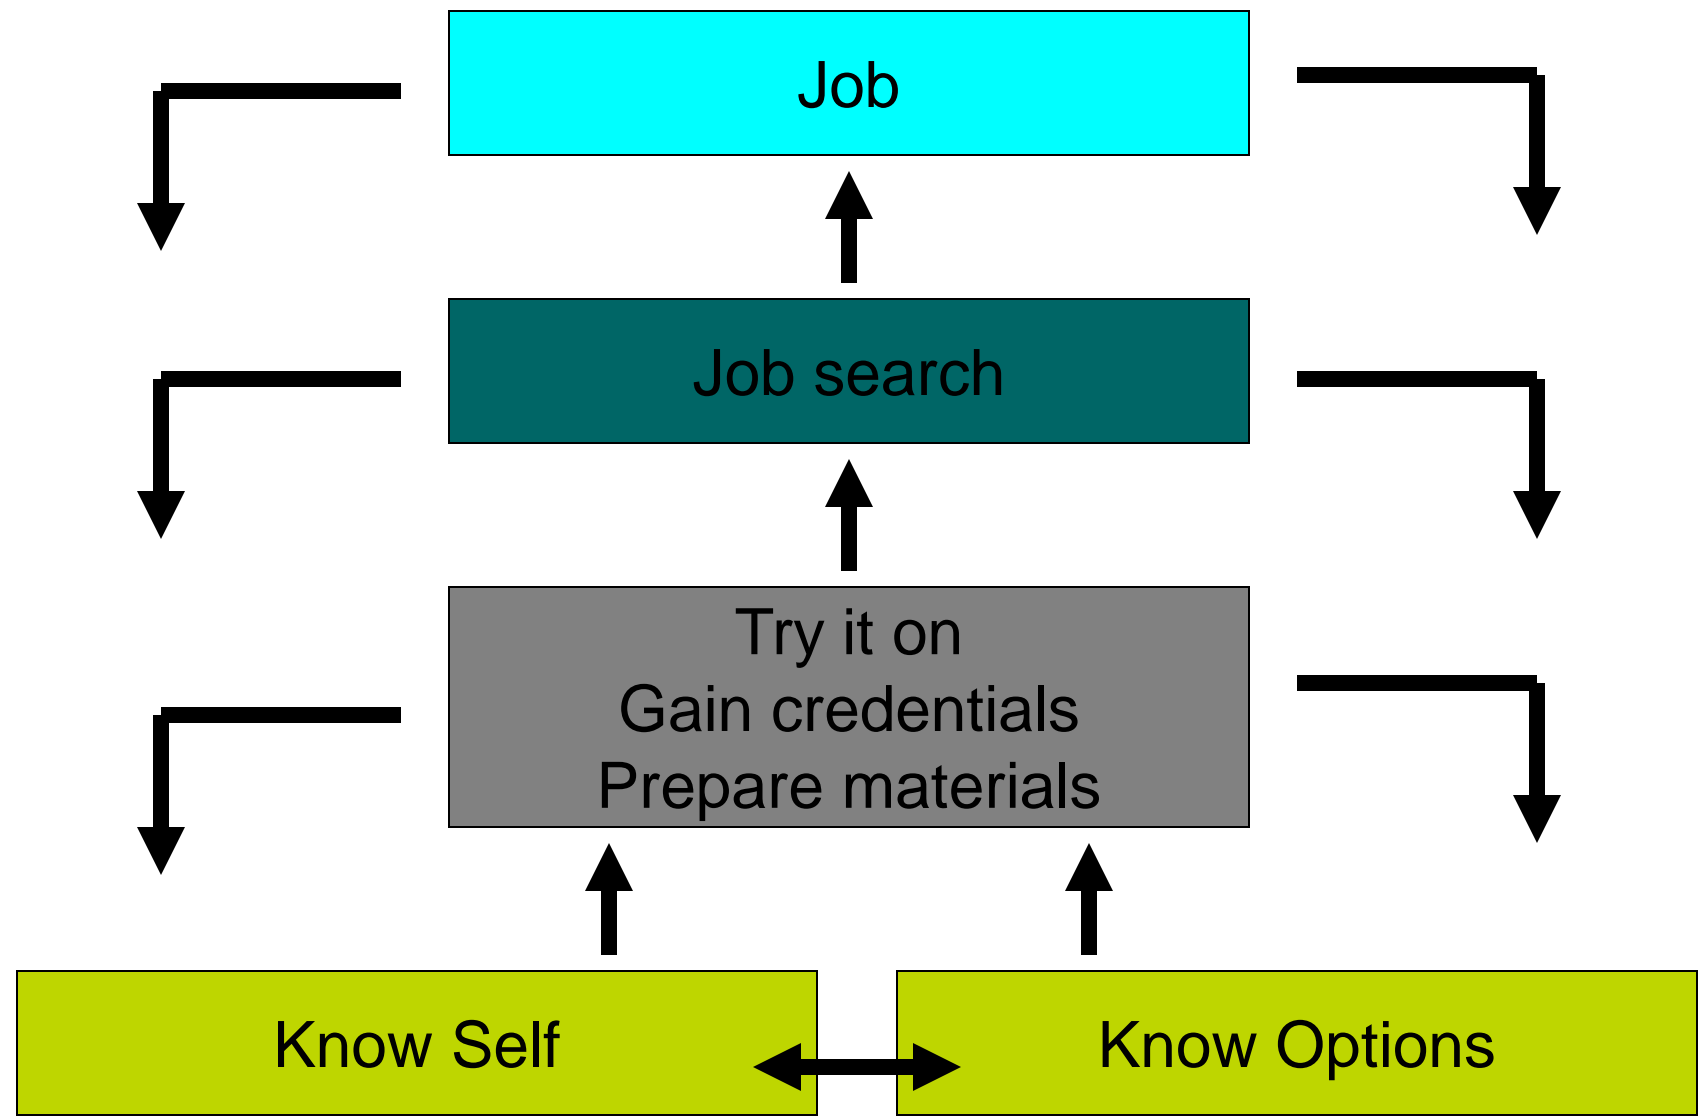 Job
Job search
Try it on
Gain credentials
Prepare materials
Know Self
Know Options